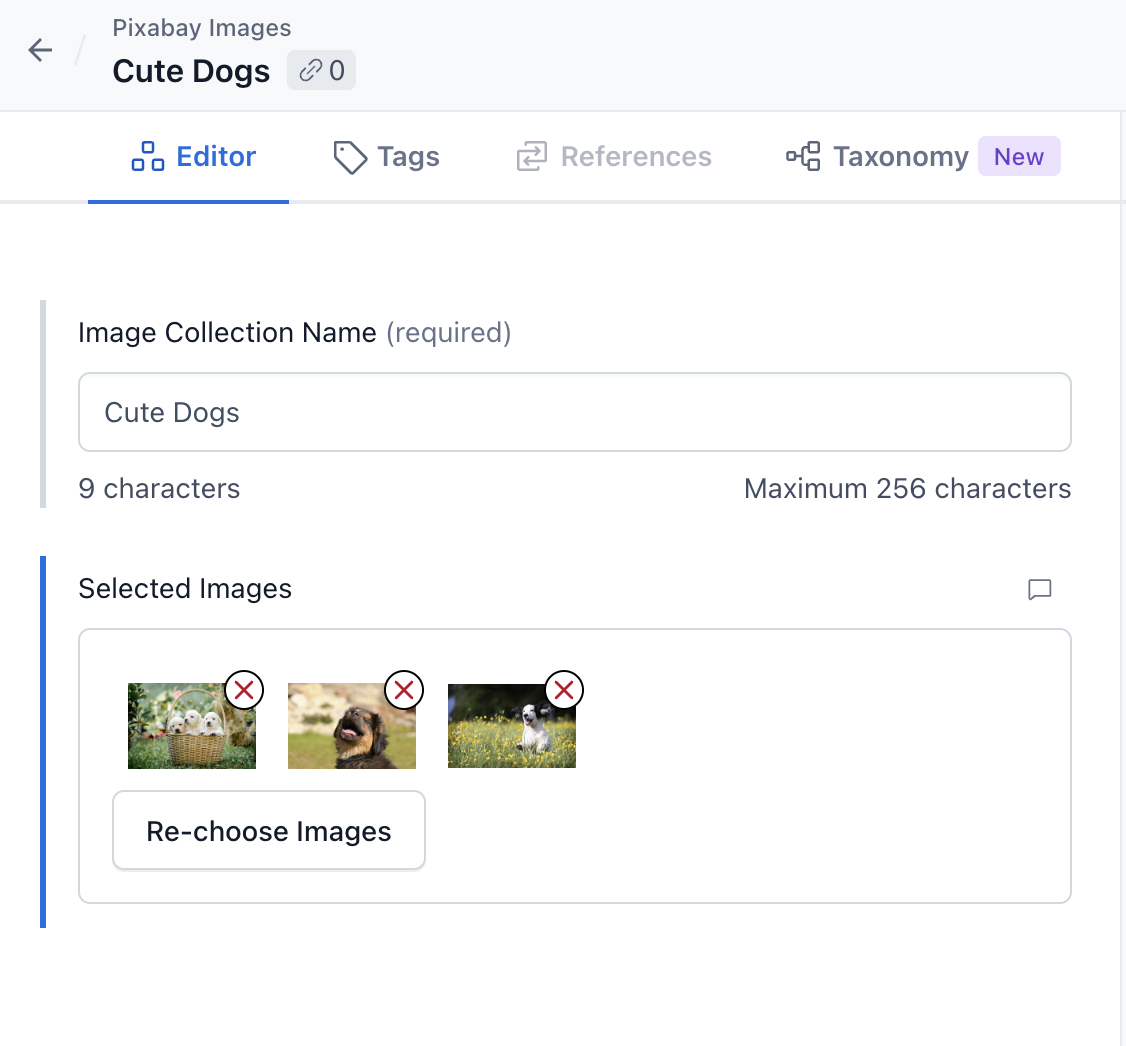 Pixabay Images
Cute Dogs 0
Editor Tags References Taxonomy New
Image Collection Name (required)
Cute Dogs
9 characters Maximum 256 characters
Selected Images
Re-choose Images